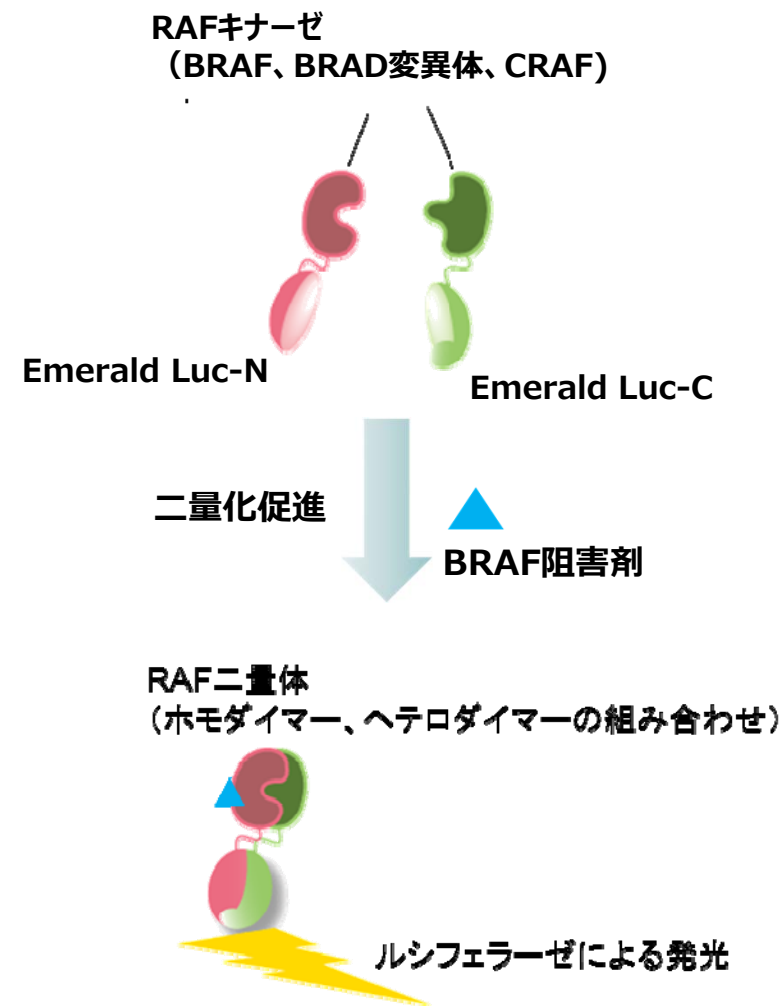 RAFキナーゼ
（BRAF、BRAD変異体、CRAF)
Emerald Luc-N
Emerald Luc-C
二量化促進
BRAF阻害剤
RAF二量体
（ホモダイマー、ヘテロダイマーの組み合わせ）
ルシフェラーゼによる発光